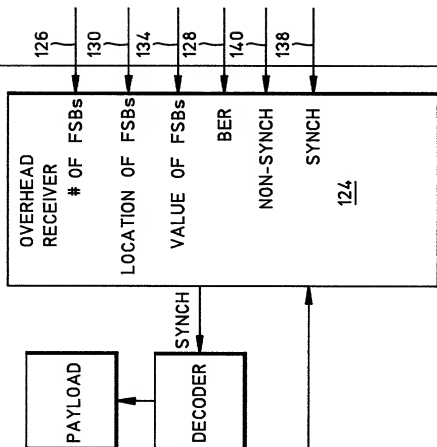 126
130
134
128
140
138
OVERHEAD
RECEIVER
# OF FSBs
LOCATION OF FSBs
VALUE OF FSBs
BER
NON-SYNCH
SYNCH
124
SYNCH
PAYLOAD
DECODER